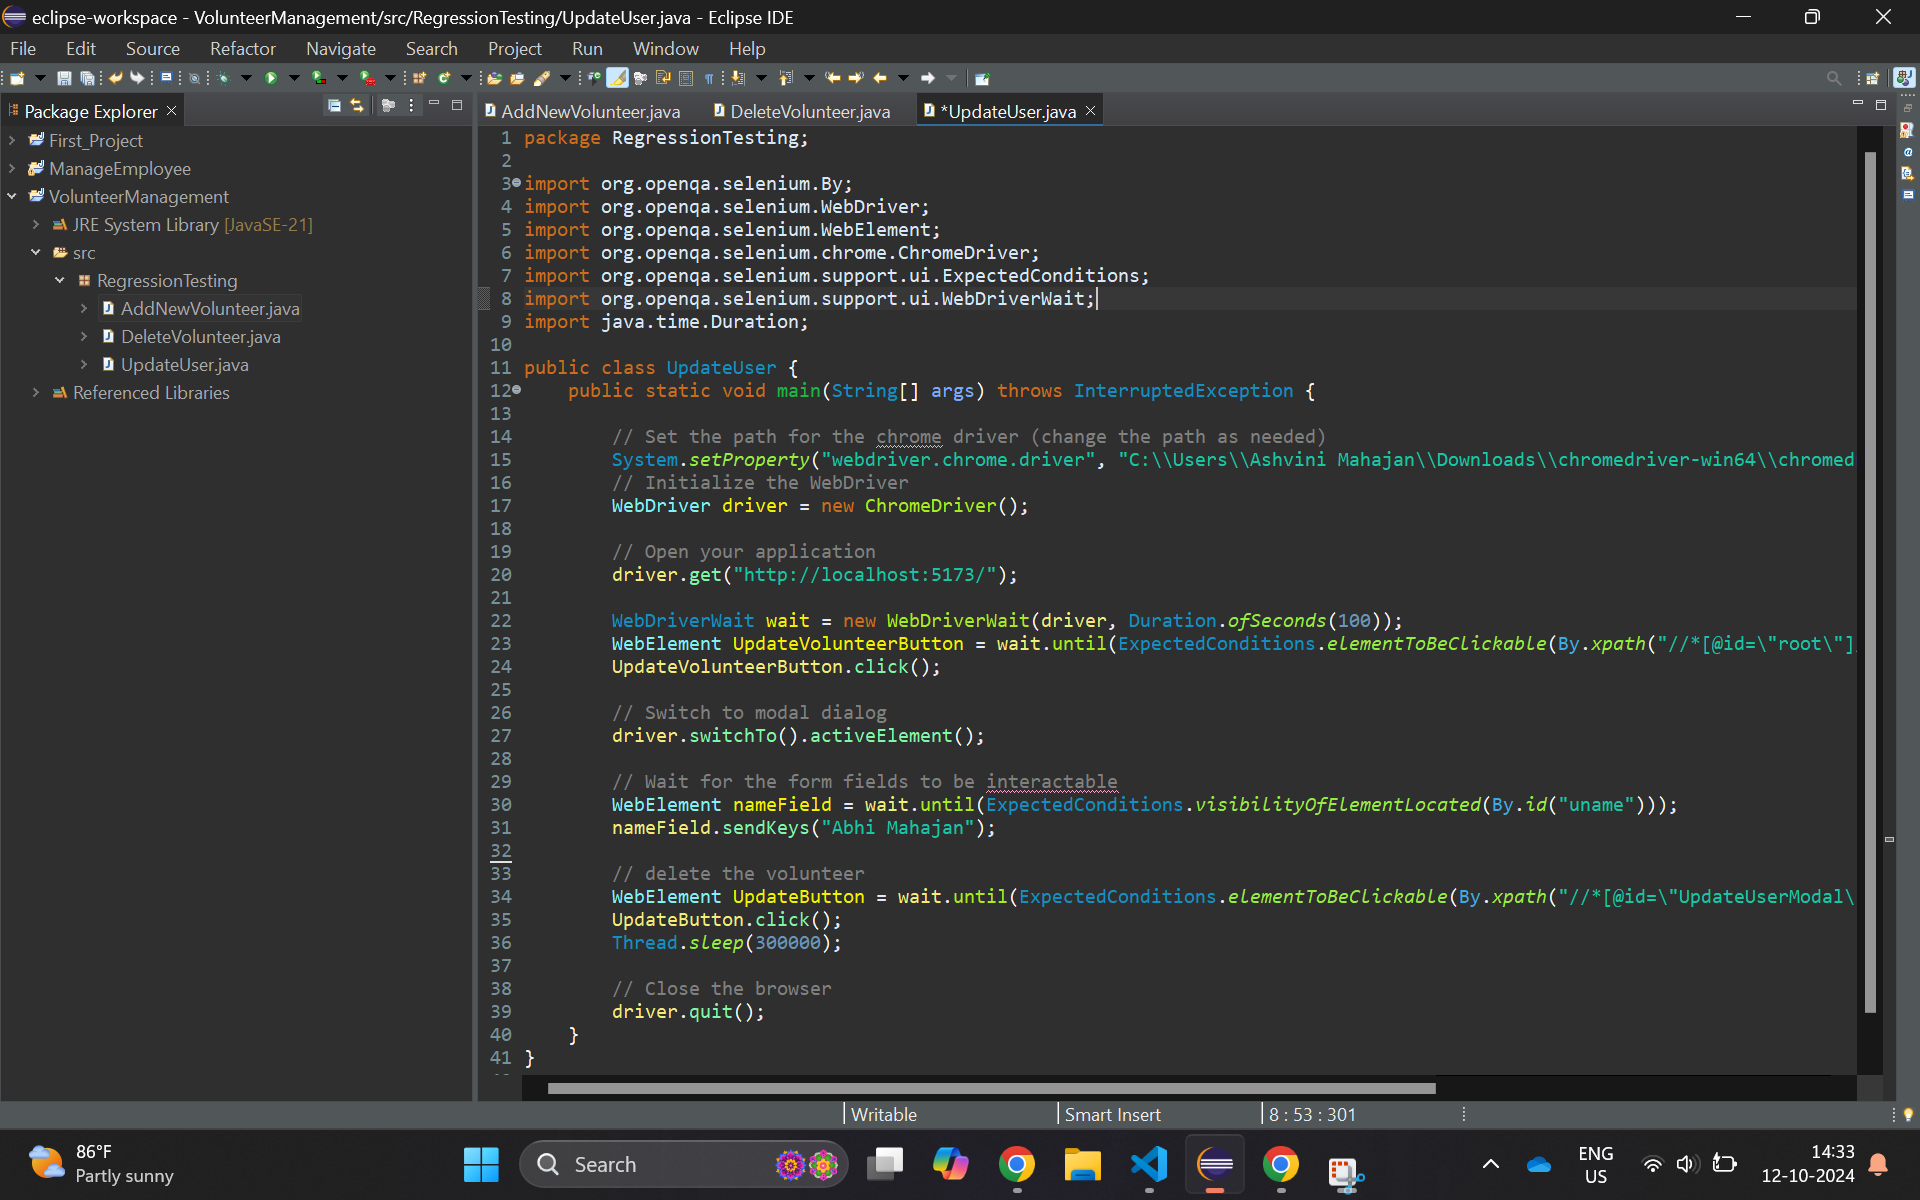 eclipse-workspace - VolunteerManagement/src/RegressionTesting/UpdateUser.java - Eclipse IDE
File Edit Source Refactor Navigate Search Project Run Window Help
Package Explorer
First_Project
ManageEmployee
VolunteerManagement
JRE System Library [JavaSE-21]
src
RegressionTesting
AddNewVolunteer.java
DeleteVolunteer.java
UpdateUser.java
Referenced Libraries
AddNewVolunteer.java DeleteVolunteer.java *UpdateUser.java
1 package RegressionTesting;
2
3 import org.openqa.selenium.By;
4 import org.openqa.selenium.WebDriver;
5 import org.openqa.selenium.WebElement;
6 import org.openqa.selenium.chrome.ChromeDriver;
7 import org.openqa.selenium.support.ui.ExpectedConditions;
8 import org.openqa.selenium.support.ui.WebDriverWait;
9 import java.time.Duration;
10
11 public class UpdateUser {
12 public static void main(String[] args) throws InterruptedException {
13
14 // Set the path for the chrome driver (change the path as needed)
15 System.setProperty("webdriver.chrome.driver", "C:\\Users\\Ashvini Mahajan\\Downloads\\chromedriver-win64\\chromed
16 // Initialize the WebDriver
17 WebDriver driver = new ChromeDriver();
18
19 // Open your application
20 driver.get("http://localhost:5173/");
21
22 WebDriverWait wait = new WebDriverWait(driver, Duration.ofSeconds(100));
23 WebElement UpdateVolunteerButton = wait.until(ExpectedConditions.elementToBeClickable(By.xpath("//*[@id=\"root\"]
24 UpdateVolunteerButton.click();
25
26 // Switch to modal dialog
27 driver.switchTo().activeElement();
28
29 // Wait for the form fields to be interactable
30 WebElement nameField = wait.until(ExpectedConditions.visibilityOfElementLocated(By.id("uname")));
31 nameField.sendKeys("Abhi Mahajan");
32
33 // delete the volunteer
34 WebElement UpdateButton = wait.until(ExpectedConditions.elementToBeClickable(By.xpath("//*[@id=\"UpdateUserModal\
35 UpdateButton.click();
36 Thread.sleep(300000);
37
38 // Close the browser
39 driver.quit();
40 }
41 }
Writable Smart Insert 8 : 53 : 301
86°F
Partly sunny
Search
ENG
US
14:33
12-10-2024